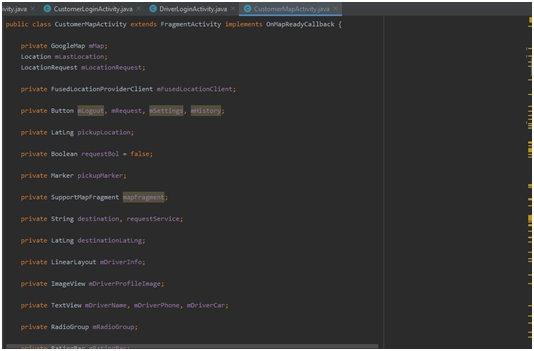 ivity.java × CustomerLoginActivity.java × DriverLoginActivity.java × CustomerMapActivity.java ×
public class CustomerMapActivity extends FragmentActivity implements OnMapReadyCallback {
private GoogleMap mMap;
Location mLastLocation;
LocationRequest mLocationRequest;
private FusedLocationProviderClient mFusedLocationClient;
private Button mLogout, mRequest, mSettings, mHistory;
private LatLng pickupLocation;
private Boolean requestBol = false;
private Marker pickupMarker;
private SupportMapFragment mapFragment;
private String destination, requestService;
private LatLng destinationLatLng;
private LinearLayout mDriverInfo;
private ImageView mDriverProfileImage;
private TextView mDriverName, mDriverPhone, mDriverCar;
private RadioGroup mRadioGroup;